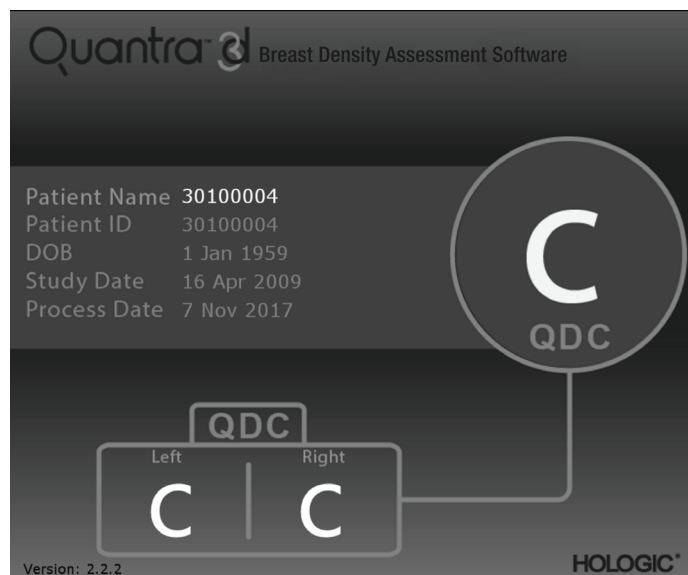 Quantra™ 3d Breast Density Assessment Software
Patient Name 30100004
Patient ID 30100004
DOB 1 Jan 1959
Study Date 16 Apr 2009
Process Date 7 Nov 2017
C
QDC
QDC
Left Right
C C
Version: 2.2.2
HOLOGIC®